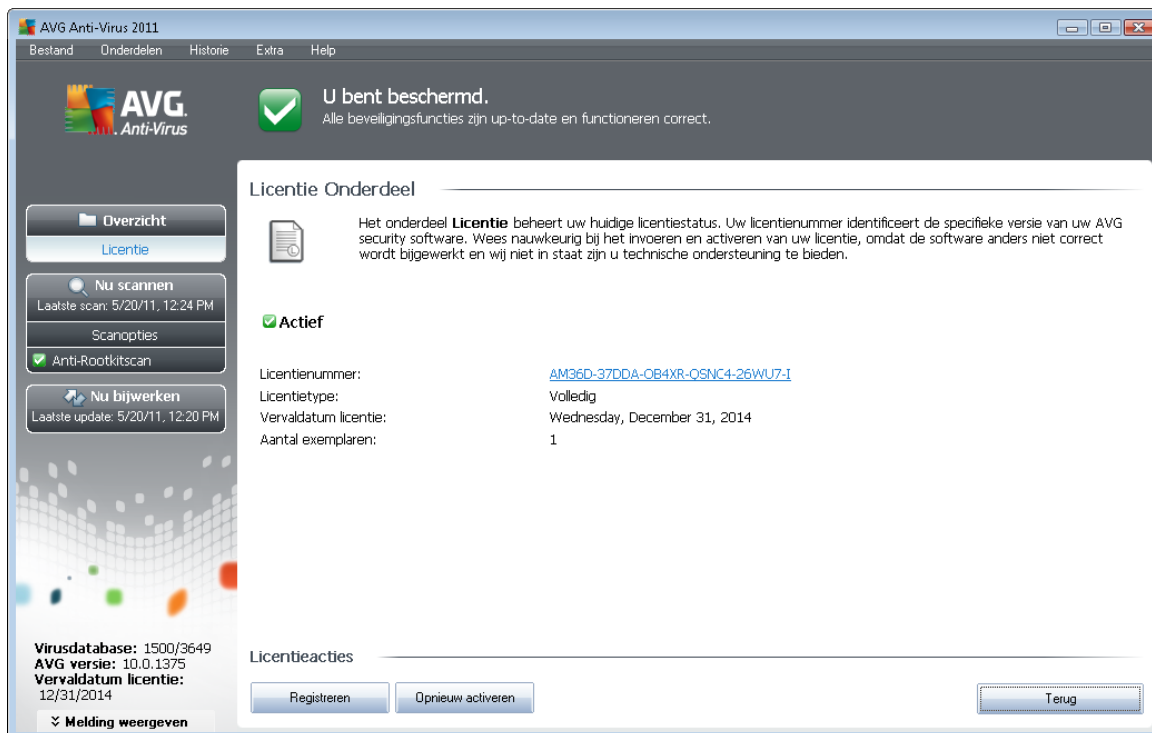 AVG Anti-Virus 2011
Bestand Onderdelen Historie Extra Help
AVG.
Anti-Virus
U bent beschermd.
Alle beveiligingsfuncties zijn up-to-date en functioneren correct.
Overzicht
Licentie
Nu scannen
Laatste scan: 5/20/11, 12:24 PM
Scanopties
Anti-Rootkitscan
Nu bijwerken
Laatste update: 5/20/11, 12:20 PM
Virusdatabase: 1500/3649
AVG versie: 10.0.1375
Vervaldatum licentie:
12/31/2014
Melding weergeven
Licentie Onderdeel
Het onderdeel Licentie beheert uw huidige licentiestatus. Uw licentienummer identificeert de specifieke versie van uw AVG
security software. Wees nauwkeurig bij het invoeren en activeren van uw licentie, omdat de software anders niet correct
wordt bijgewerkt en wij niet in staat zijn u technische ondersteuning te bieden.
Actief
Licentienummer: AM36D-37DDA-OB4XR-QSNC4-26WU7-I
Licentietype: Volledig
Vervaldatum licentie: Wednesday, December 31, 2014
Aantal exemplaren: 1
Licentieacties
Registreren Opnieuw activeren Terug